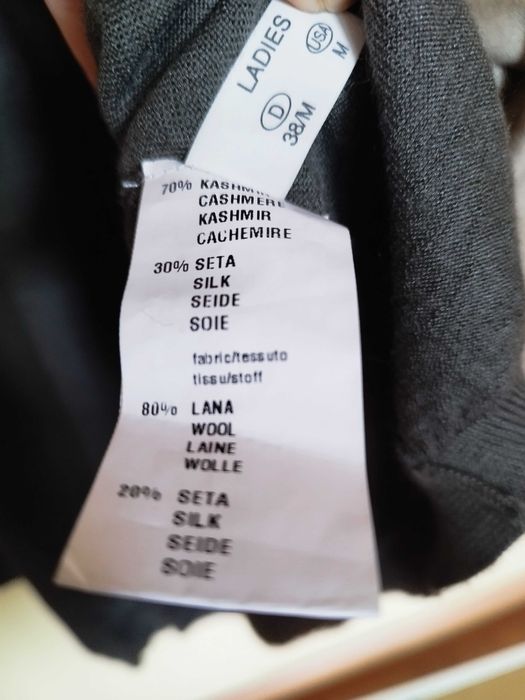 LADIES
USA
M
D
38/M
70% KASHMIR
CASHMERE
KASHMIR
CACHEMIRE
30% SETA
SILK
SEIDE
SOIE
fabric/tessuto
tissu/stoff
80% LANA
WOOL
LAINE
WOLLE
20% SETA
SILK
SEIDE
SOIE